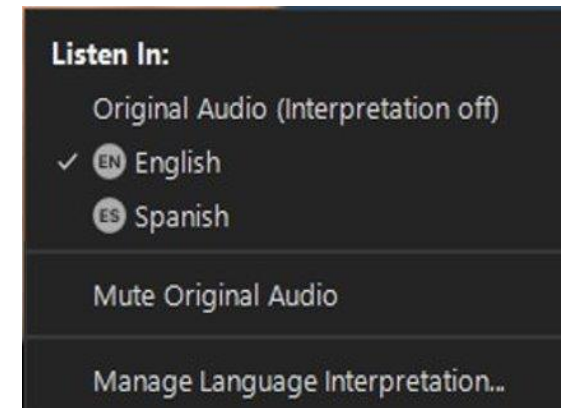 Listen In:
Original Audio (Interpretation off)
EN English
ES Spanish
Mute Original Audio
Manage Language Interpretation...